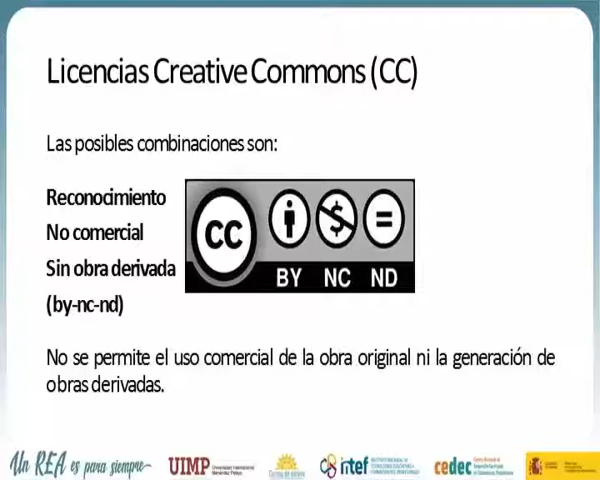 Licencias Creative Commons (CC)
Las posibles combinaciones son:
Reconocimiento
No comercial
Sin obra derivada
(by-nc-nd)
CC
BY NC ND
No se permite el uso comercial de la obra original ni la generación de
obras derivadas.
Un REA es para siempre
UIMP
intef
cedec